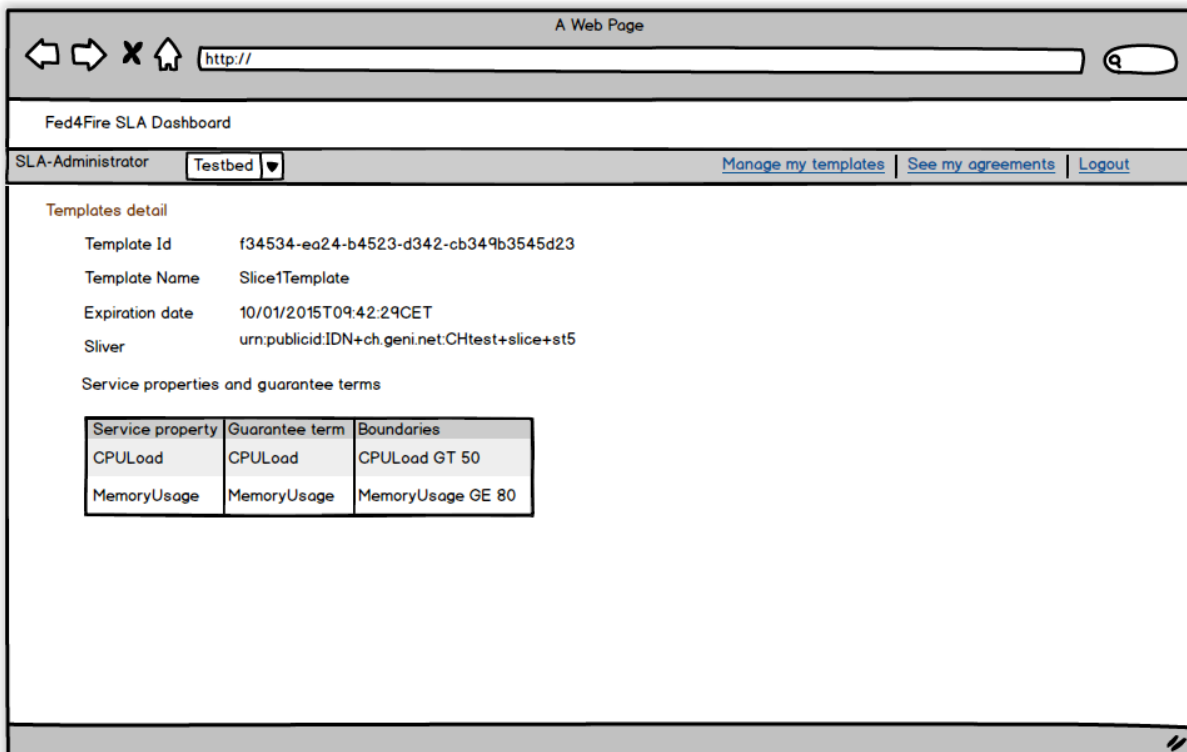 A Web Page
http://
Fed4Fire SLA Dashboard
SLA-Administrator Testbed Manage my templates See my agreements Logout
Templates detail
Template Id f34534-ea24-b4523-d342-cb349b3545d23
Template Name Slice1Template
Expiration date 10/01/2015T09:42:29CET
Sliver urn:publicid:IDN+ch.geni.net:CHtest+slice+st5
Service properties and guarantee terms
Service property Guarantee term Boundaries
CPULoad CPULoad CPULoad GT 50
MemoryUsage MemoryUsage MemoryUsage GE 80